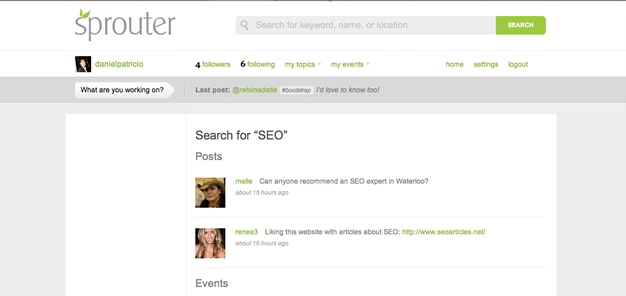 sprouter
Search for keyword, name, or location
SEARCH
danielpatricio
4 followers 6 following my topics my events
home settings logout
What are you working on?
Last post: @rahimadatia #bootstrap I'd love to know too!
Search for “SEO”
Posts
melle Can anyone recommend an SEO expert in Waterloo?
about 15 hours ago
renee3 Liking this website with articles about SEO: http://www.seoarticles.net/
about 16 hours ago
Events